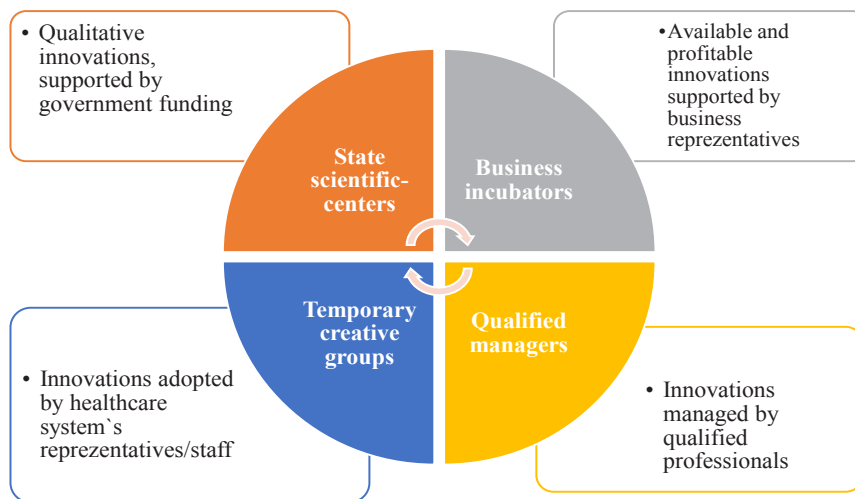 • Qualitative
innovations,
supported by
government funding
•Available and
profitable
innovations
supported by
business
reprezentatives
State
scientific-
centers
Business
incubators
Temporary
creative
groups
Qualified
managers
• Innovations adopted
by healthcare
system`s
reprezentatives/staff
• Innovations
managed by
qualified
professionals